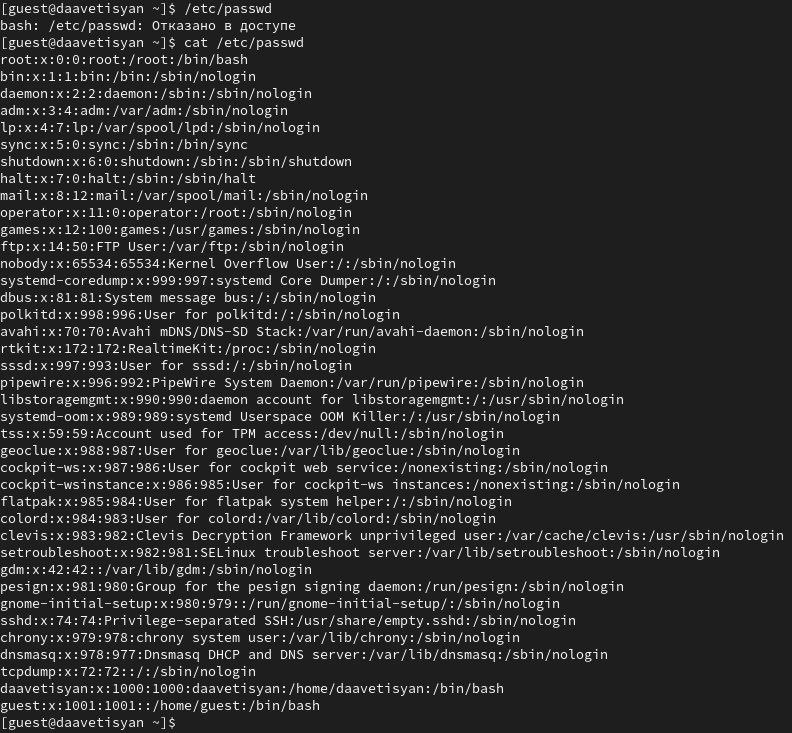 [guest@daavetisyan ~]$ /etc/passwd
bash: /etc/passwd: Отказано в доступе
[guest@daavetisyan ~]$ cat /etc/passwd
root:x:0:0:root:/root:/bin/bash
bin:x:1:1:bin:/bin:/sbin/nologin
daemon:x:2:2:daemon:/sbin:/sbin/nologin
adm:x:3:4:adm:/var/adm:/sbin/nologin
lp:x:4:7:lp:/var/spool/lpd:/sbin/nologin
sync:x:5:0:sync:/sbin:/bin/sync
shutdown:x:6:0:shutdown:/sbin:/sbin/shutdown
halt:x:7:0:halt:/sbin:/sbin/halt
mail:x:8:12:mail:/var/spool/mail:/sbin/nologin
operator:x:11:0:operator:/root:/sbin/nologin
games:x:12:100:games:/usr/games:/sbin/nologin
ftp:x:14:50:FTP User:/var/ftp:/sbin/nologin
nobody:x:65534:65534:Kernel Overflow User:/:/sbin/nologin
systemd-coredump:x:999:997:systemd Core Dumper:/:/sbin/nologin
dbus:x:81:81:System message bus:/:/sbin/nologin
polkitd:x:998:996:User for polkitd:/:/sbin/nologin
avahi:x:70:70:Avahi mDNS/DNS-SD Stack:/var/run/avahi-daemon:/sbin/nologin
rtkit:x:172:172:RealtimeKit:/proc:/sbin/nologin
sssd:x:997:993:User for sssd:/:/sbin/nologin
pipewire:x:996:992:PipeWire System Daemon:/var/run/pipewire:/sbin/nologin
libstoragemgmt:x:990:990:daemon account for libstoragemgmt:/:/usr/sbin/nologin
systemd-oom:x:989:989:systemd Userspace OOM Killer:/:/usr/sbin/nologin
tss:x:59:59:Account used for TPM access:/dev/null:/sbin/nologin
geoclue:x:988:987:User for geoclue:/var/lib/geoclue:/sbin/nologin
cockpit-ws:x:987:986:User for cockpit web service:/nonexisting:/sbin/nologin
cockpit-wsinstance:x:986:985:User for cockpit-ws instances:/nonexisting:/sbin/nologin
flatpak:x:985:984:User for flatpak system helper:/:/sbin/nologin
colord:x:984:983:User for colord:/var/lib/colord:/sbin/nologin
clevis:x:983:982:Clevis Decryption Framework unprivileged user:/var/cache/clevis:/usr/sbin/nologin
setroubleshoot:x:982:981:SELinux troubleshoot server:/var/lib/setroubleshoot:/sbin/nologin
gdm:x:42:42::/var/lib/gdm:/sbin/nologin
pesign:x:981:980:Group for the pesign signing daemon:/run/pesign:/sbin/nologin
gnome-initial-setup:x:980:979::/run/gnome-initial-setup/:/sbin/nologin
sshd:x:74:74:Privilege-separated SSH:/usr/share/empty.sshd:/sbin/nologin
chrony:x:979:978:chrony system user:/var/lib/chrony:/sbin/nologin
dnsmasq:x:978:977:Dnsmasq DHCP and DNS server:/var/lib/dnsmasq:/sbin/nologin
tcpdump:x:72:72::/:/sbin/nologin
daavetisyan:x:1000:1000:daavetisyan:/home/daavetisyan:/bin/bash
guest:x:1001:1001::/home/guest:/bin/bash
[guest@daavetisyan ~]$